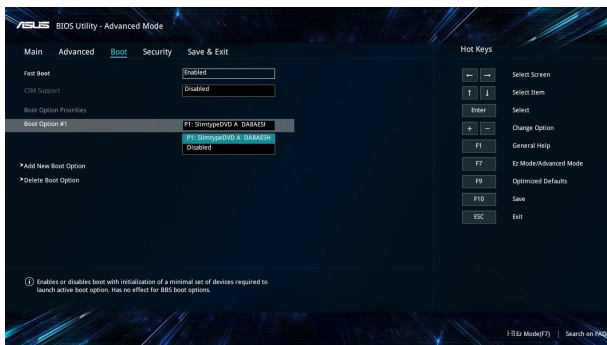 ASUS BIOS Utility - Advanced Mode
Main Advanced Boot Security Save & Exit
Hot Keys
Fast Boot Enabled
CSM Support Disabled
Boot Option Priorities
Boot Option #1 P1: SlimtypeDVD A DA8AESI
P1: SlimtypeDVD A DA8AESH
Disabled
Add New Boot Option
Delete Boot Option
← → Select Screen
↑ ↓ Select Item
Enter Select
+ − Change Option
F1 General Help
F7 Ez Mode/Advanced Mode
F9 Optimized Defaults
F10 Save
ESC Exit
Enables or disables boot with initialization of a minimal set of devices required to
launch active boot option. Has no effect for BBS boot options.
Ez Mode(F7) | Search on FAQ